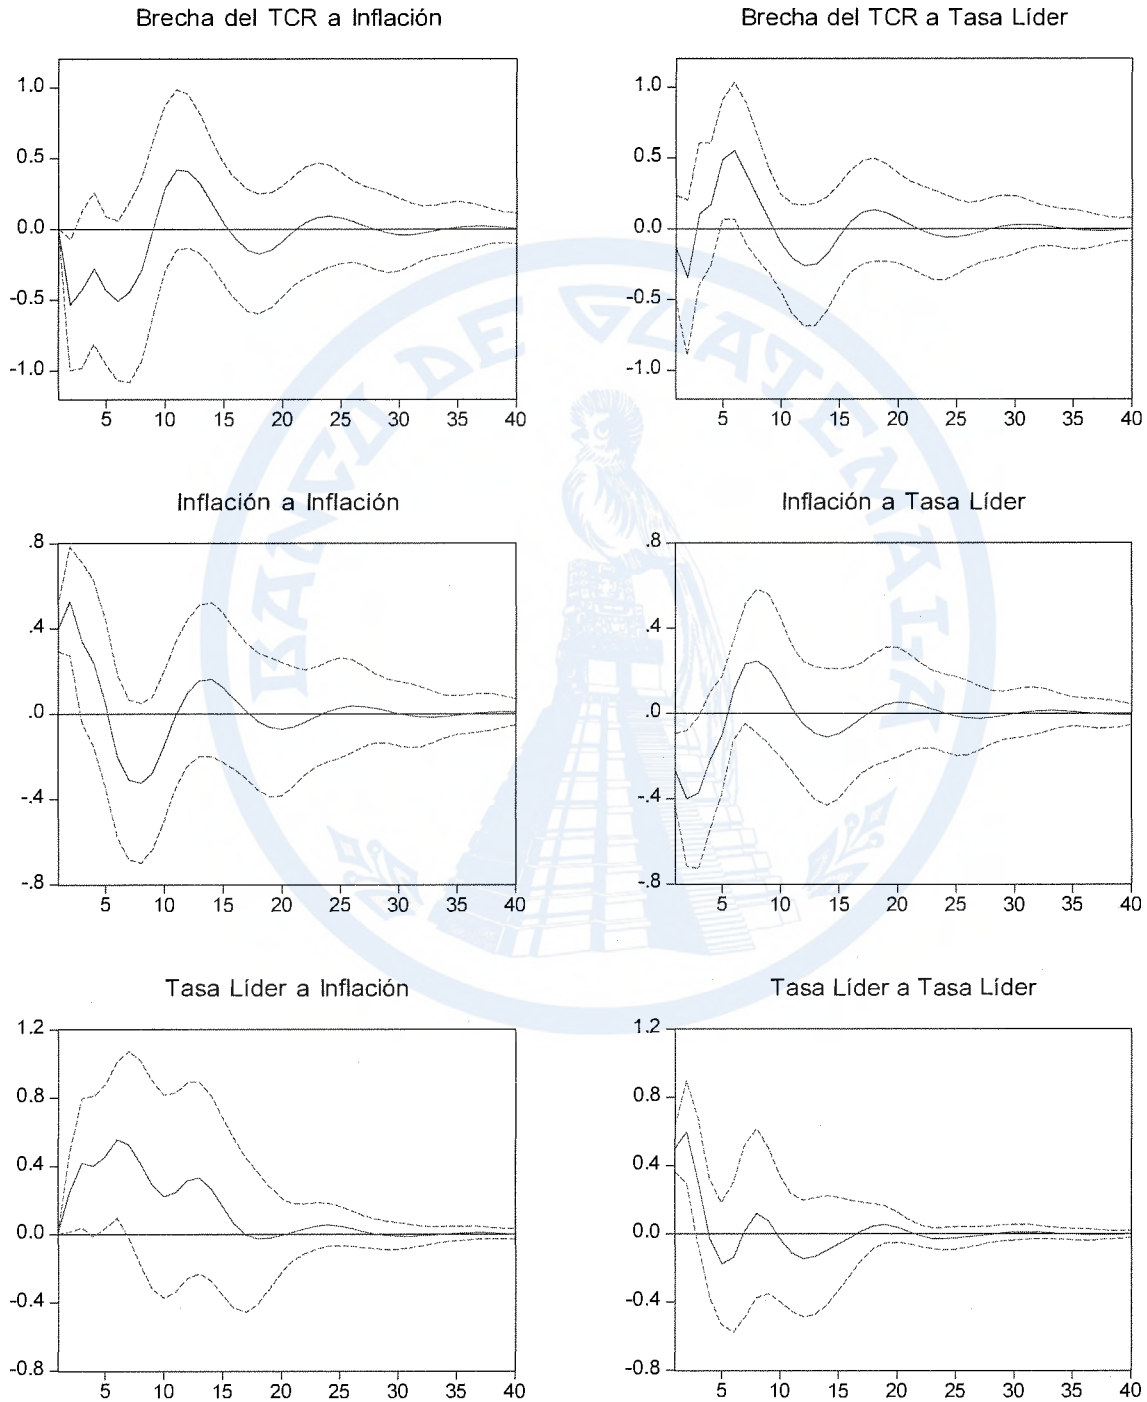 Brecha del TCR a Inflación
Brecha del TCR a Tasa Líder
1.0
0.5
0.0
-0.5
-1.0
5 10 15 20 25 30 35 40
1.0
0.5
0.0
-0.5
-1.0
5 10 15 20 25 30 35 40
Inflación a Inflación
Inflación a Tasa Líder
.8
.4
.0
-.4
-.8
5 10 15 20 25 30 35 40
.8
.4
.0
-.4
-.8
5 10 15 20 25 30 35 40
Tasa Líder a Inflación
Tasa Líder a Tasa Líder
1.2
0.8
0.4
0.0
-0.4
-0.8
5 10 15 20 25 30 35 40
1.2
0.8
0.4
0.0
-0.4
-0.8
5 10 15 20 25 30 35 40
BANCO DE GUATEMALA